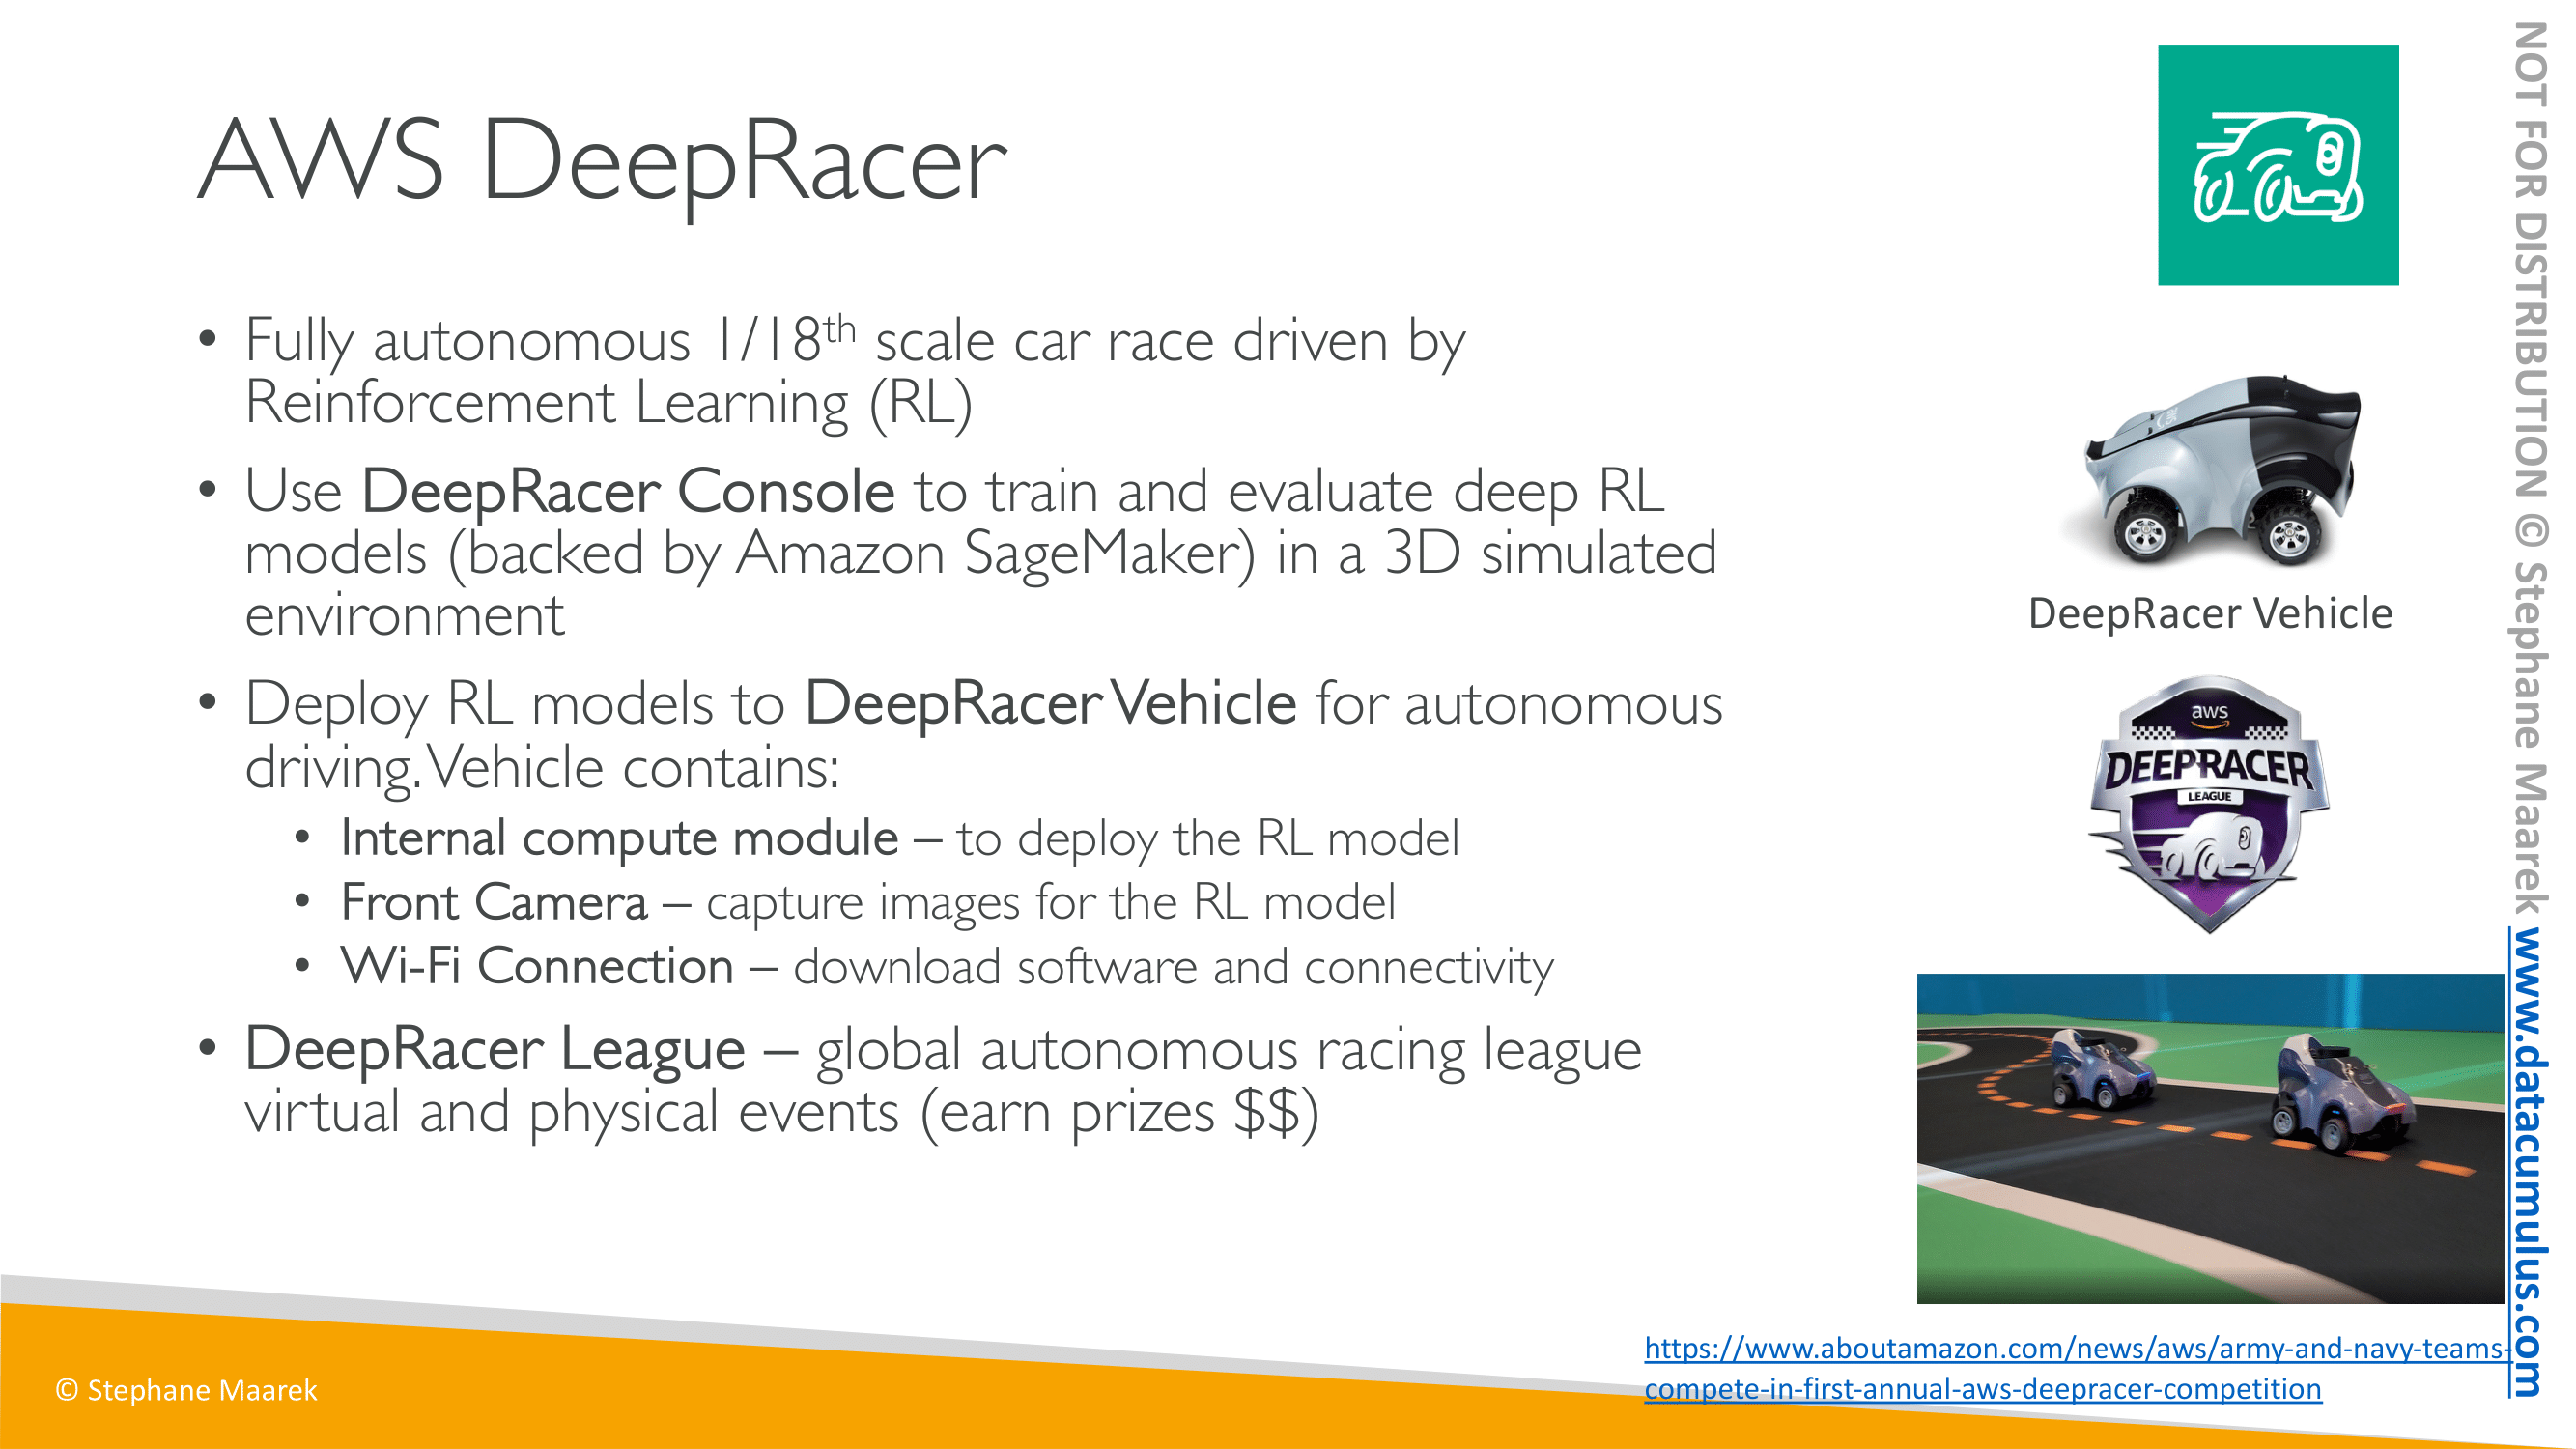 AWS DeepRacer
• Fully autonomous 1/18th scale car race driven by
Reinforcement Learning (RL)
• Use DeepRacer Console to train and evaluate deep RL
models (backed by Amazon SageMaker) in a 3D simulated
environment
• Deploy RL models to DeepRacer Vehicle for autonomous
driving. Vehicle contains:
• Internal compute module – to deploy the RL model
• Front Camera – capture images for the RL model
• Wi-Fi Connection – download software and connectivity
• DeepRacer League – global autonomous racing league
virtual and physical events (earn prizes $$)
DeepRacer Vehicle
aws
DEEPRACER
LEAGUE
https://www.aboutamazon.com/news/aws/army-and-navy-teams-
compete-in-first-annual-aws-deepracer-competition
© Stephane Maarek
NOT FOR DISTRIBUTION © Stephane Maarek www.datacumulus.com